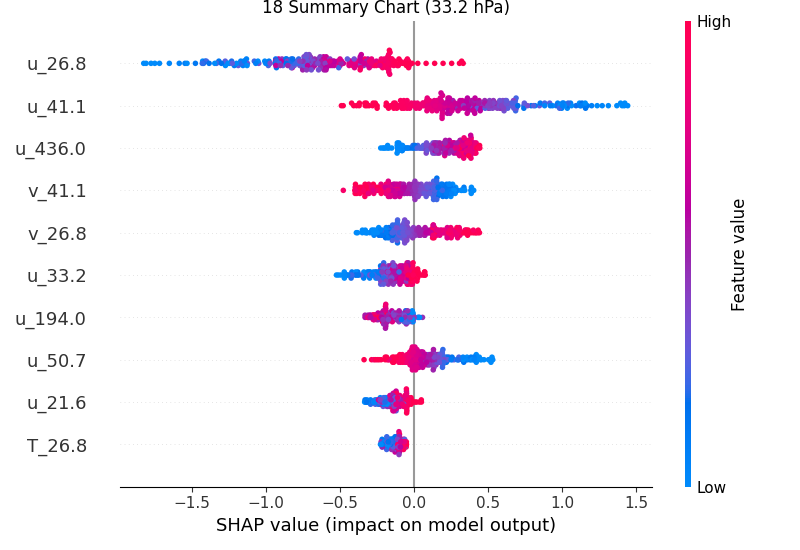 18 Summary Chart (33.2 hPa)
High
u_26.8
u_41.1
u_436.0
v_41.1
v_26.8
u_33.2
u_194.0
u_50.7
u_21.6
T_26.8
Feature value
Low
−1.5 −1.0 −0.5 0.0 0.5 1.0 1.5
SHAP value (impact on model output)